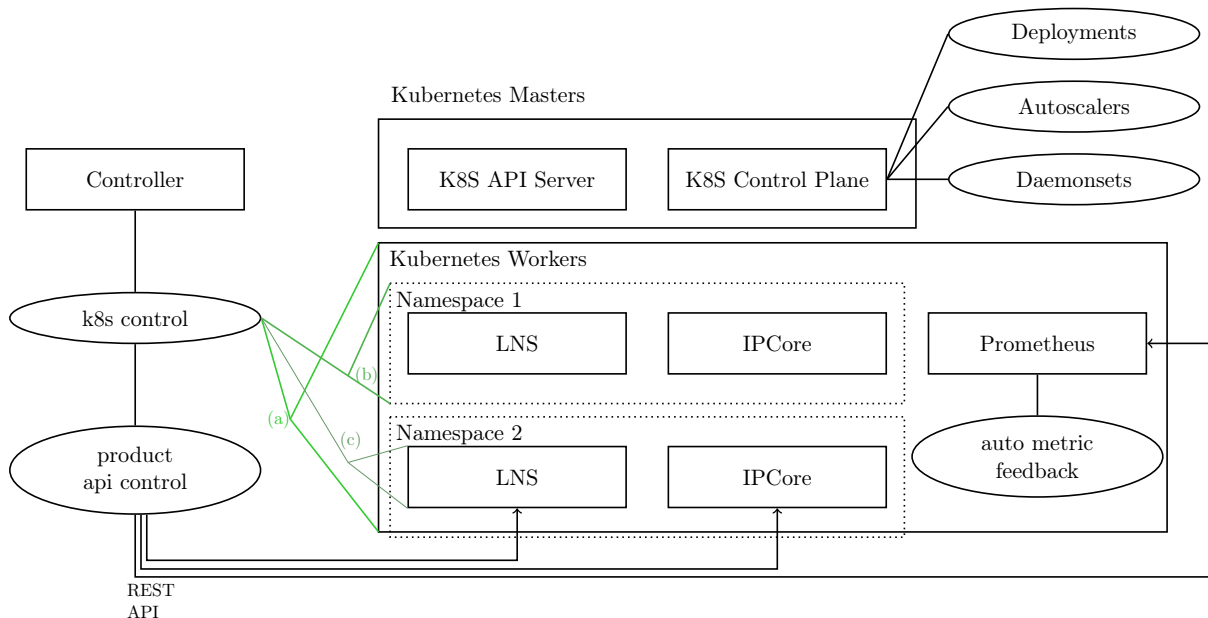 Deployments
Kubernetes Masters
Autoscalers
Controller
K8S API Server
K8S Control Plane
Daemonsets
Kubernetes Workers
Namespace 1
k8s control
LNS
IPCore
Prometheus
(b)
(a)
(c)
Namespace 2
product
api control
LNS
IPCore
auto metric
feedback
REST
API